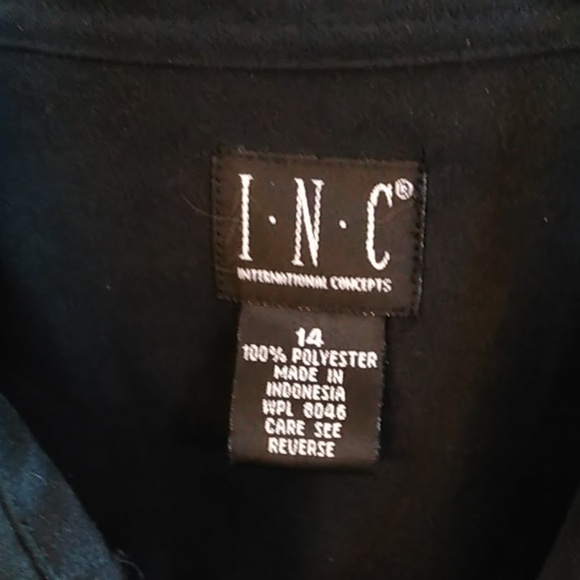 I·N·C®
INTERNATIONAL CONCEPTS
14
100% POLYESTER
MADE IN
INDONESIA
WPL 8046
CARE SEE
REVERSE